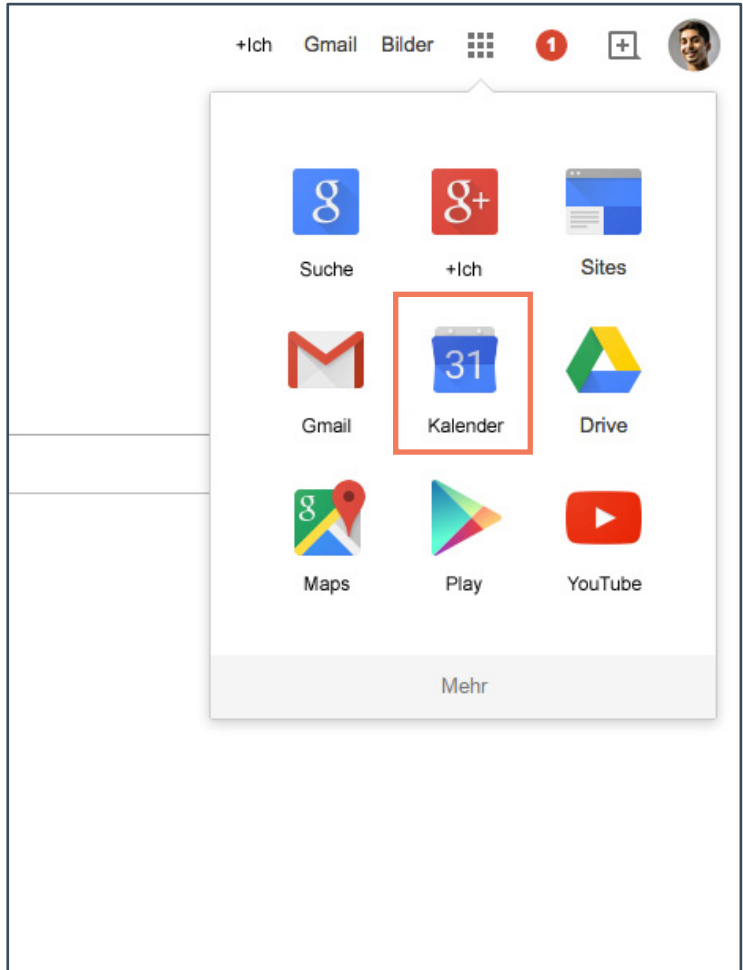 +Ich Gmail Bilder 1
g g+
Suche +Ich Sites
31
Gmail Kalender Drive
g
Maps Play YouTube
Mehr